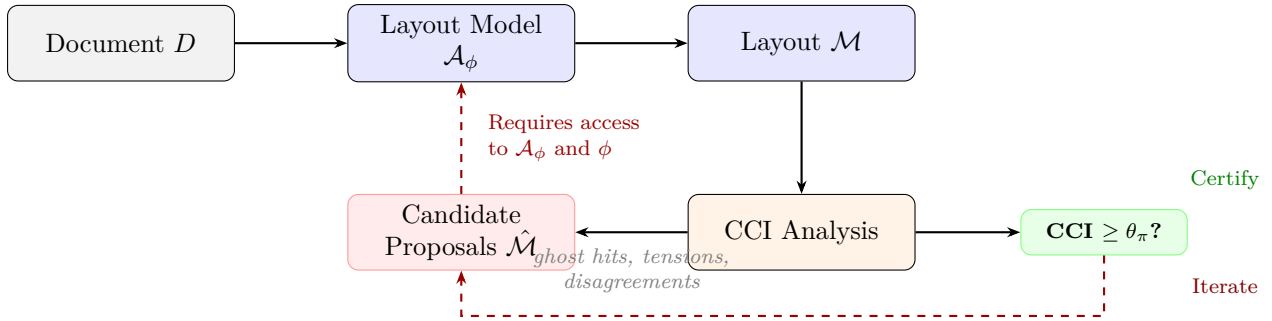 Document D
Layout Model
𝒜_ϕ
Layout ℳ
Requires access
to 𝒜_ϕ and ϕ
Certify
Candidate
Proposals ℳ̂
CCI Analysis
CCI ≥ θ_π?
ghost hits, tensions,
disagreements
Iterate